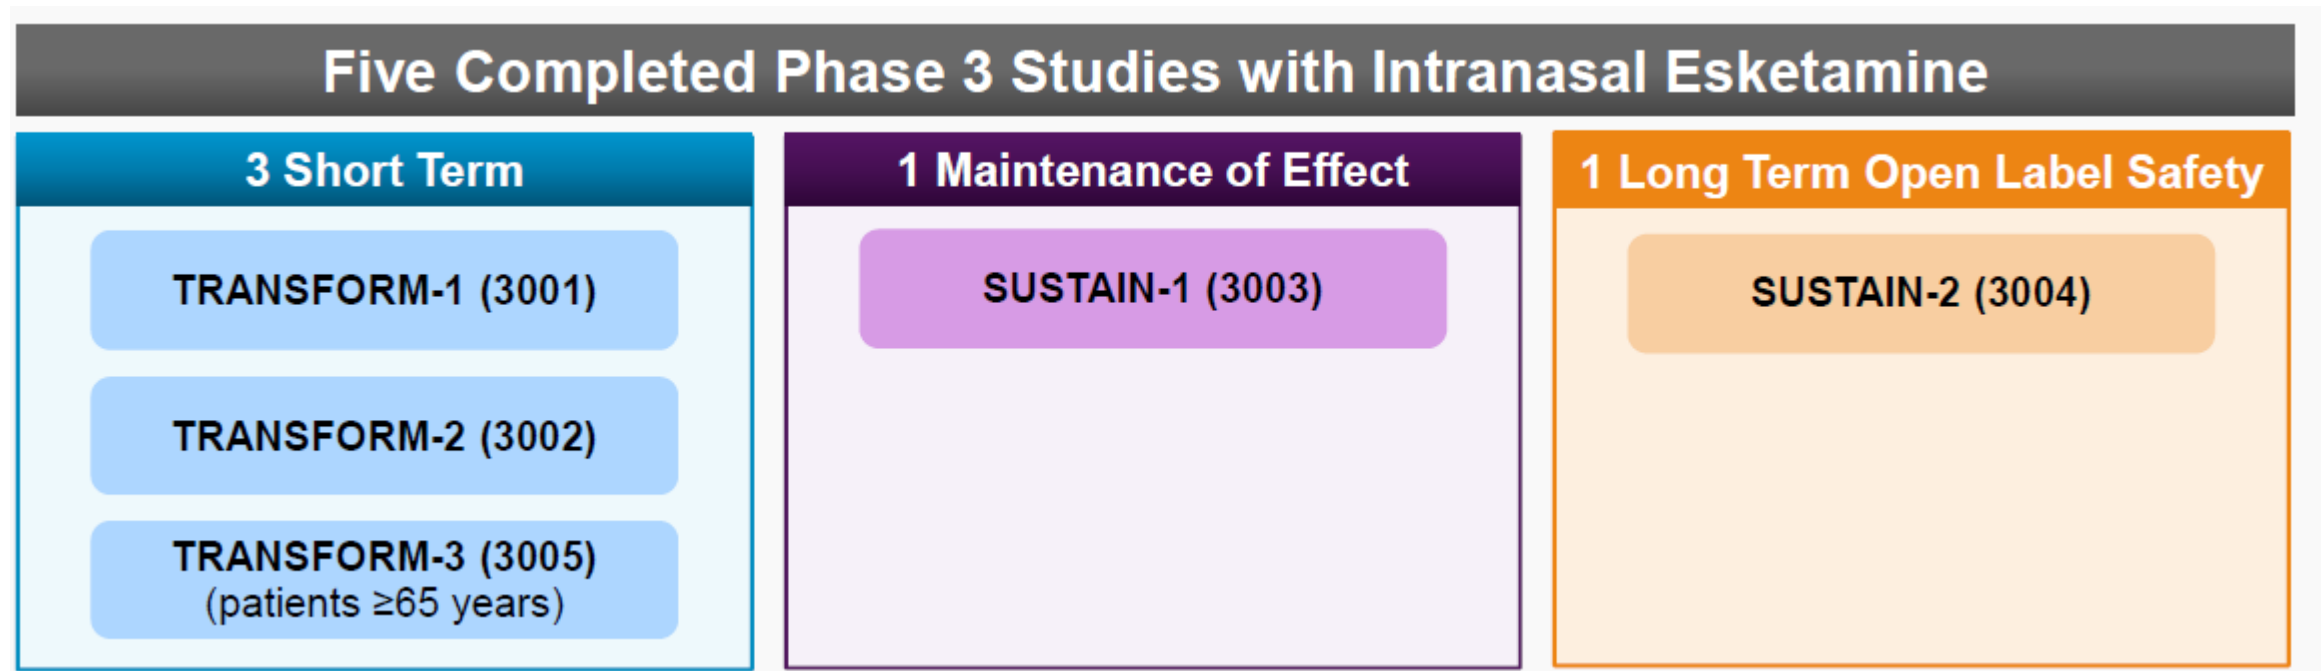 Five Completed Phase 3 Studies with Intranasal Esketamine
3 Short Term
TRANSFORM-1 (3001)
TRANSFORM-2 (3002)
TRANSFORM-3 (3005)
(patients ≥65 years)
1 Maintenance of Effect
SUSTAIN-1 (3003)
1 Long Term Open Label Safety
SUSTAIN-2 (3004)